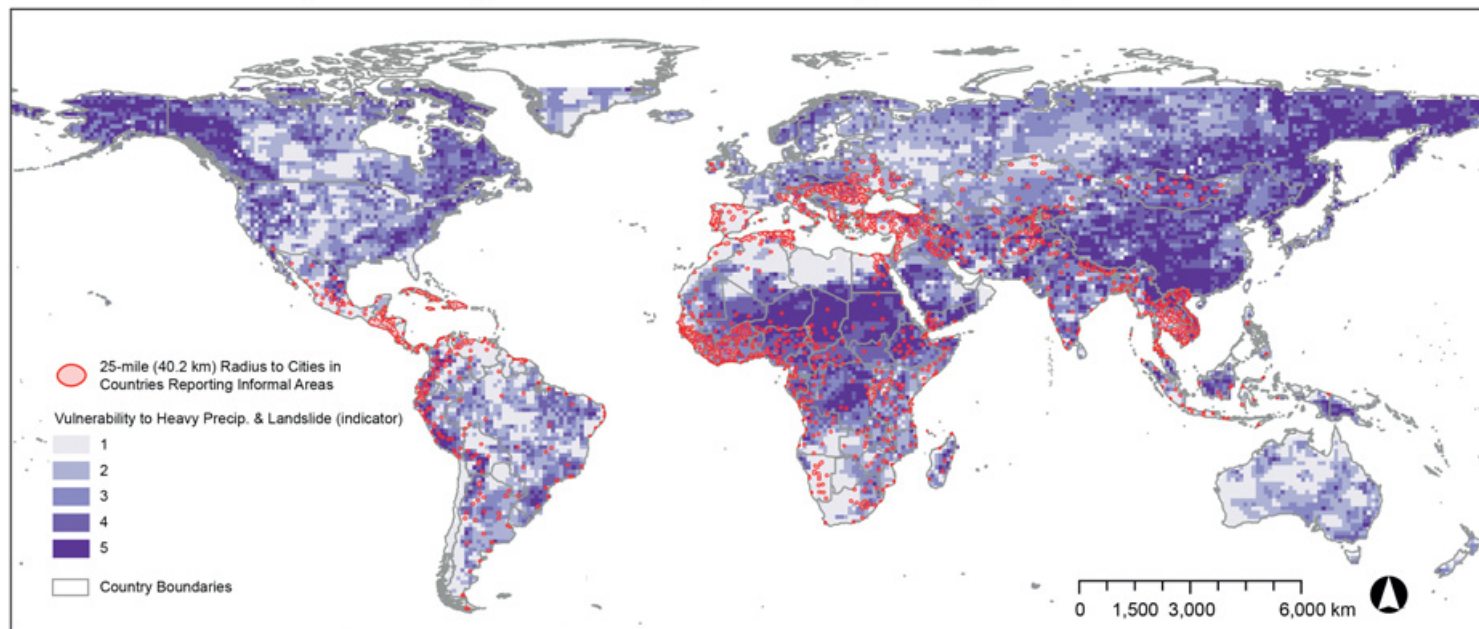 25-mile (40.2 km) Radius to Cities in
Countries Reporting Informal Areas
Vulnerability to Heavy Precip. & Landslide (indicator)
1
2
3
4
5
Country Boundaries
0 1,500 3,000 6,000 km